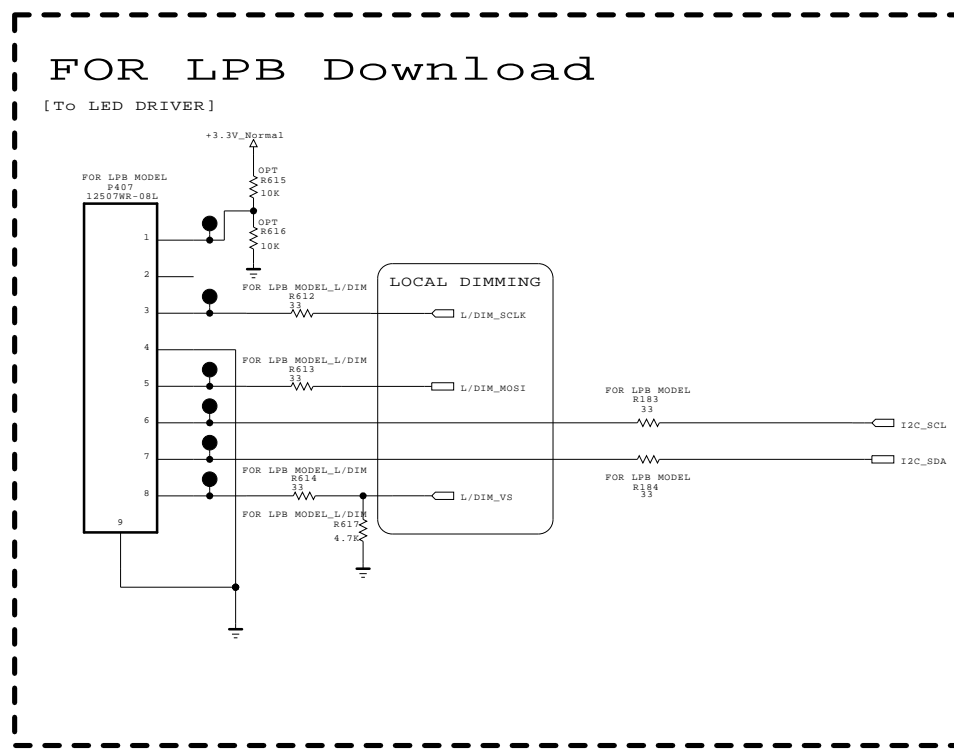 FOR LPB Download
[To LED DRIVER]
+3.3V_Normal
FOR LPB MODEL
P407
12507WR-08L
OPT
R615
10K
OPT
R616
10K
1
2
3
4
5
6
7
8
9
LOCAL DIMMING
FOR LPB MODEL_L/DIM
R612
33
L/DIM_SCLK
FOR LPB MODEL_L/DIM
R613
33
L/DIM_MOSI
FOR LPB MODEL
R183
33
I2C_SCL
I2C_SDA
FOR LPB MODEL
R184
33
FOR LPB MODEL_L/DIM
R614
33
L/DIM_VS
FOR LPB MODEL_L/DIM
R617
4.7K